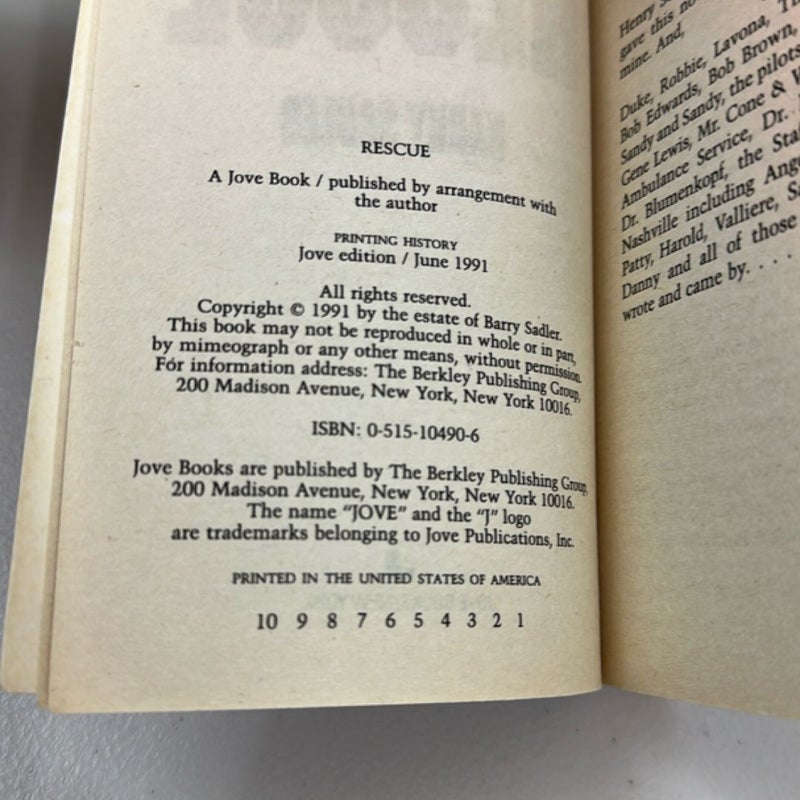 RESCUE
A Jove Book / published by arrangement with
the author
PRINTING HISTORY
Jove edition / June 1991
All rights reserved.
Copyright © 1991 by the estate of Barry Sadler.
This book may not be reproduced in whole or in part,
by mimeograph or any other means, without permission.
For information address: The Berkley Publishing Group,
200 Madison Avenue, New York, New York 10016.
ISBN: 0-515-10490-6
Jove Books are published by The Berkley Publishing Group,
200 Madison Avenue, New York, New York 10016.
The name "JOVE" and the "J" logo
are trademarks belonging to Jove Publications, Inc.
PRINTED IN THE UNITED STATES OF AMERICA
10 9 8 7 6 5 4 3 2 1
Henry
gave this
mine. And,
Duke, Robbie, Lavona,
Bob Edwards, Bob Brown,
Sandy and Sandy, the pilots
Gene Lewis, Mr. Cone &
Ambulance Service, Dr.
Dr. Blumenkopf, the
Nashville including
Patty, Harold, Valliere,
Danny and all of those
wrote and came by. . . .